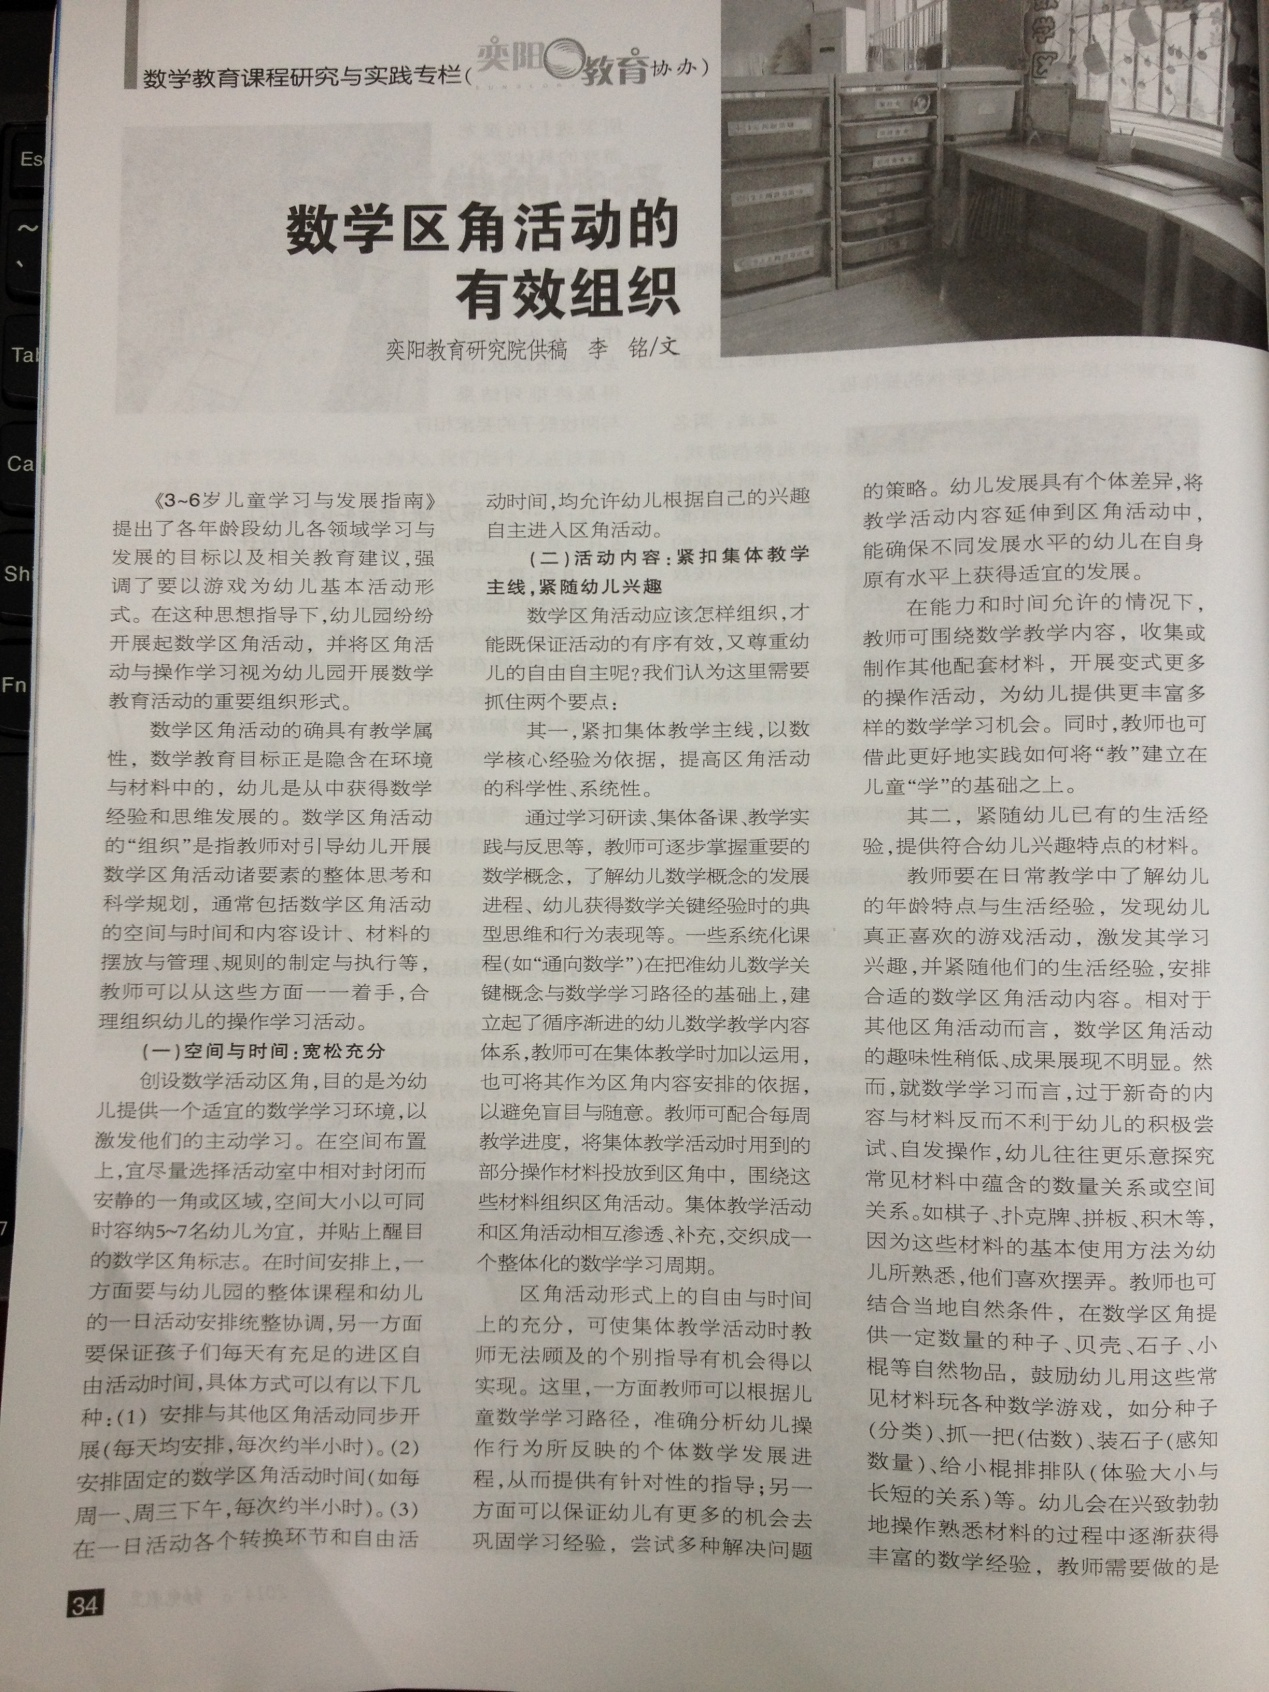 数学教育课程研究与实践专栏(奕阳教育协办)
数学区角活动的
有效组织
奕阳教育研究院供稿 李 铭/文
《3~6岁儿童学习与发展指南》
提出了各年龄段幼儿各领域学习与
发展的目标以及相关教育建议,强
调了要以游戏为幼儿基本活动形
式。在这种思想指导下,幼儿园纷纷
开展起数学区角活动，并将区角活
动与操作学习视为幼儿园开展数学
教育活动的重要组织形式。
数学区角活动的确具有教学属
性，数学教育目标正是隐含在环境
与材料中的，幼儿是从中获得数学
经验和思维发展的。数学区角活动
的“组织”是指教师对引导幼儿开展
数学区角活动诸要素的整体思考和
科学规划，通常包括数学区角活动
的空间与时间和内容设计、材料的
摆放与管理、规则的制定与执行等，
教师可以从这些方面一一着手,合
理组织幼儿的操作学习活动。
(一)空间与时间:宽松充分
创设数学活动区角,目的是为幼
儿提供一个适宜的数学学习环境,以
激发他们的主动学习。在空间布置
上,宜尽量选择活动室中相对封闭而
安静的一角或区域,空间大小以可同
时容纳5~7名幼儿为宜，并贴上醒目
的数学区角标志。在时间安排上,一
方面要与幼儿园的整体课程和幼儿
的一日活动安排统整协调,另一方面
要保证孩子们每天有充足的进区自
由活动时间,具体方式可以有以下几
种:(1) 安排与其他区角活动同步开
展(每天均安排,每次约半小时)。(2)
安排固定的数学区角活动时间(如每
周一、周三下午,每次约半小时)。(3)
在一日活动各个转换环节和自由活
动时间,均允许幼儿根据自己的兴趣
自主进入区角活动。
(二)活动内容:紧扣集体教学
主线,紧随幼儿兴趣
数学区角活动应该怎样组织,才
能既保证活动的有序有效,又尊重幼
儿的自由自主呢?我们认为这里需要
抓住两个要点:
其一,紧扣集体教学主线,以数
学核心经验为依据，提高区角活动
的科学性、系统性。
通过学习研读、集体备课、教学实
践与反思等，教师可逐步掌握重要的
数学概念，了解幼儿数学概念的发展
进程、幼儿获得数学关键经验时的典
型思维和行为表现等。一些系统化课
程(如“通向数学”)在把准幼儿数学关
键概念与数学学习路径的基础上,建
立起了循序渐进的幼儿数学教学内容
体系,教师可在集体教学时加以运用，
也可将其作为区角内容安排的依据，
以避免盲目与随意。教师可配合每周
教学进度，将集体教学活动时用到的
部分操作材料投放到区角中，围绕这
些材料组织区角活动。集体教学活动
和区角活动相互渗透、补充,交织成一
个整体化的数学学习周期。
区角活动形式上的自由与时间
上的充分，可使集体教学活动时教
师无法顾及的个别指导有机会得以
实现。这里,一方面教师可以根据儿
童数学学习路径，准确分析幼儿操
作行为所反映的个体数学发展进
程,从而提供有针对性的指导;另一
方面可以保证幼儿有更多的机会去
巩固学习经验，尝试多种解决问题
的策略。幼儿发展具有个体差异,将
教学活动内容延伸到区角活动中，
能确保不同发展水平的幼儿在自身
原有水平上获得适宜的发展。
在能力和时间允许的情况下，
教师可围绕数学教学内容，收集或
制作其他配套材料，开展变式更多
的操作活动，为幼儿提供更丰富多
样的数学学习机会。同时,教师也可
借此更好地实践如何将“教”建立在
儿童“学”的基础之上。
其二，紧随幼儿已有的生活经
验,提供符合幼儿兴趣特点的材料。
教师要在日常教学中了解幼儿
的年龄特点与生活经验，发现幼儿
真正喜欢的游戏活动，激发其学习
兴趣,并紧随他们的生活经验,安排
合适的数学区角活动内容。相对于
其他区角活动而言，数学区角活动
的趣味性稍低、成果展现不明显。然
而,就数学学习而言,过于新奇的内
容与材料反而不利于幼儿的积极尝
试、自发操作,幼儿往往更乐意探究
常见材料中蕴含的数量关系或空间
关系。如棋子、扑克牌、拼板、积木等，
因为这些材料的基本使用方法为幼
儿所熟悉,他们喜欢摆弄。教师也可
结合当地自然条件，在数学区角提
供一定数量的种子、贝壳、石子、小
棍等自然物品，鼓励幼儿用这些常
见材料玩各种数学游戏，如分种子
(分类)、抓一把(估数)、装石子(感知
数量)、给小棍排排队(体验大小与
长短的关系)等。幼儿会在兴致勃勃
地操作熟悉材料的过程中逐渐获得
丰富的数学经验，教师需要做的是
34
Esc
Fn